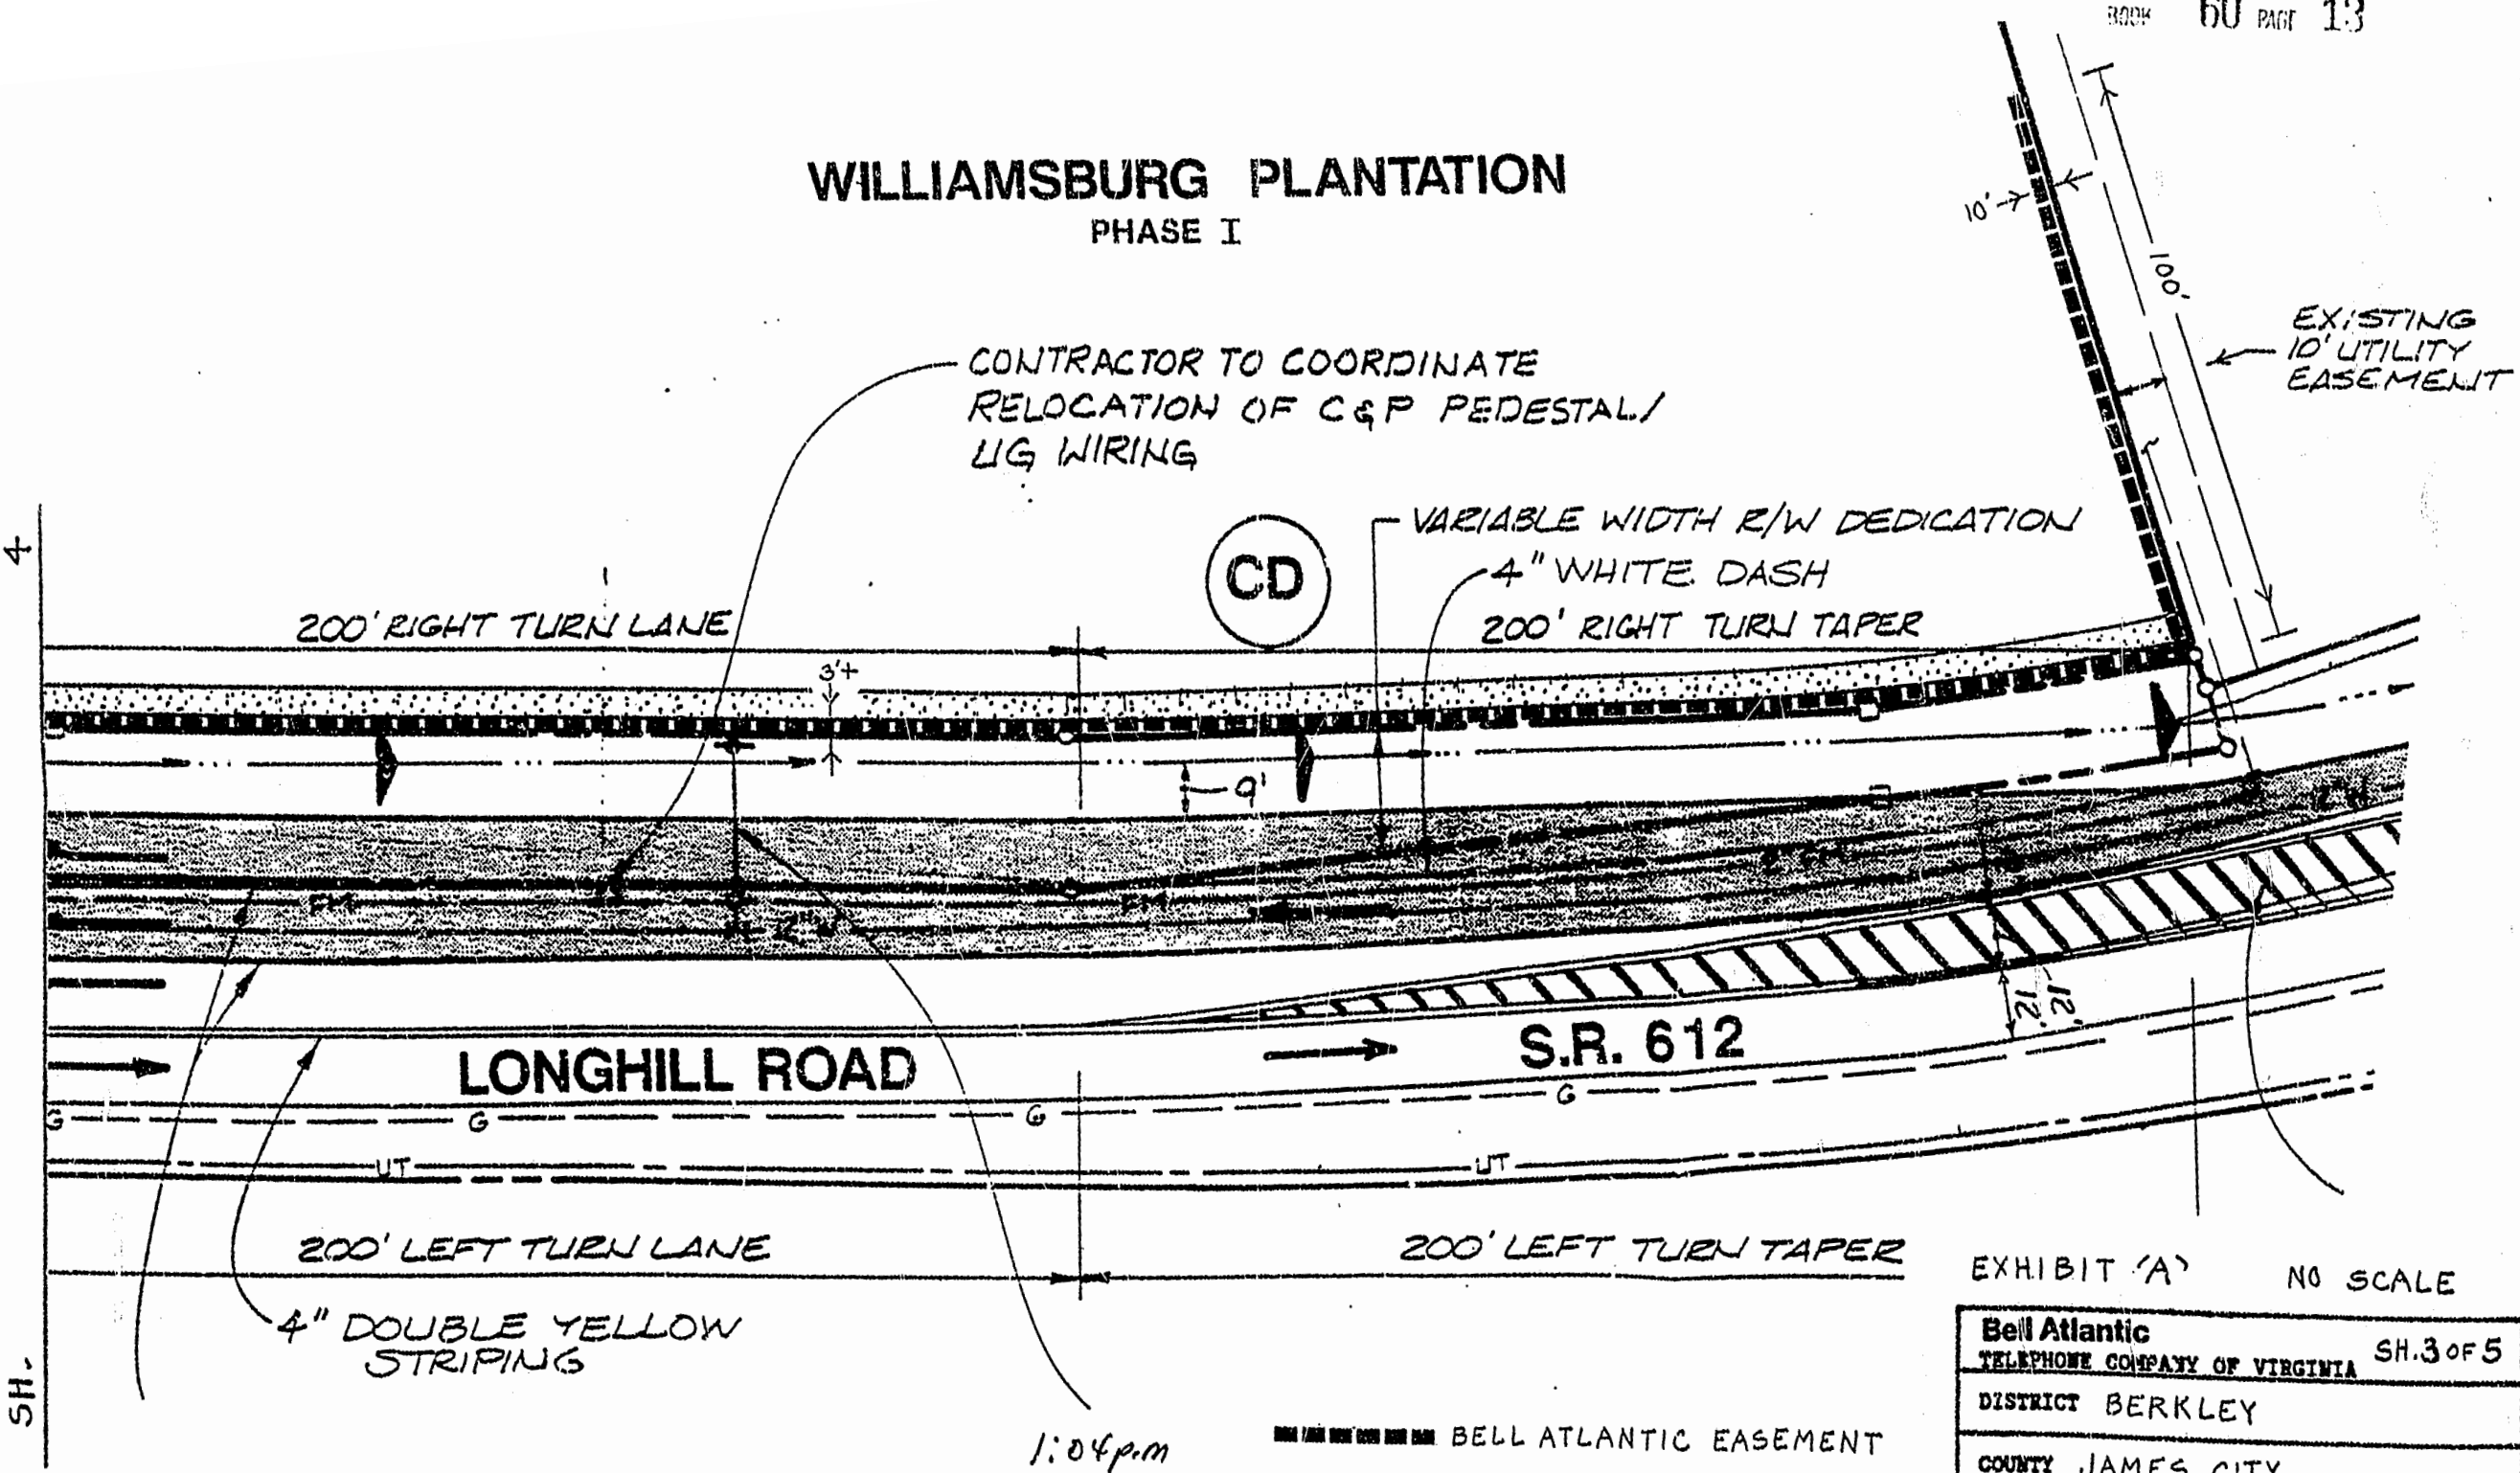 BOOK 60 PAGE 13
WILLIAMSBURG PLANTATION
PHASE I
10'
100'
EXISTING
10' UTILITY
EASEMENT
CONTRACTOR TO COORDINATE
RELOCATION OF C&P PEDESTAL/
UG WIRING
VARIABLE WIDTH R/W DEDICATION
CD
4" WHITE DASH
4
200' RIGHT TURN LANE
200' RIGHT TURN TAPER
3'+
9'
FM
FM
12'
12'
LONGHILL ROAD
S.R. 612
G
G
G
G
UT
UT
200' LEFT TURN LANE
200' LEFT TURN TAPER
4" DOUBLE YELLOW
STRIPING
SH.
EXHIBIT 'A'
NO SCALE
Bell Atlantic
TELEPHONE COMPANY OF VIRGINIA
SH. 3 OF 5
DISTRICT BERKLEY
COUNTY JAMES CITY
1:04 p.m
BELL ATLANTIC EASEMENT